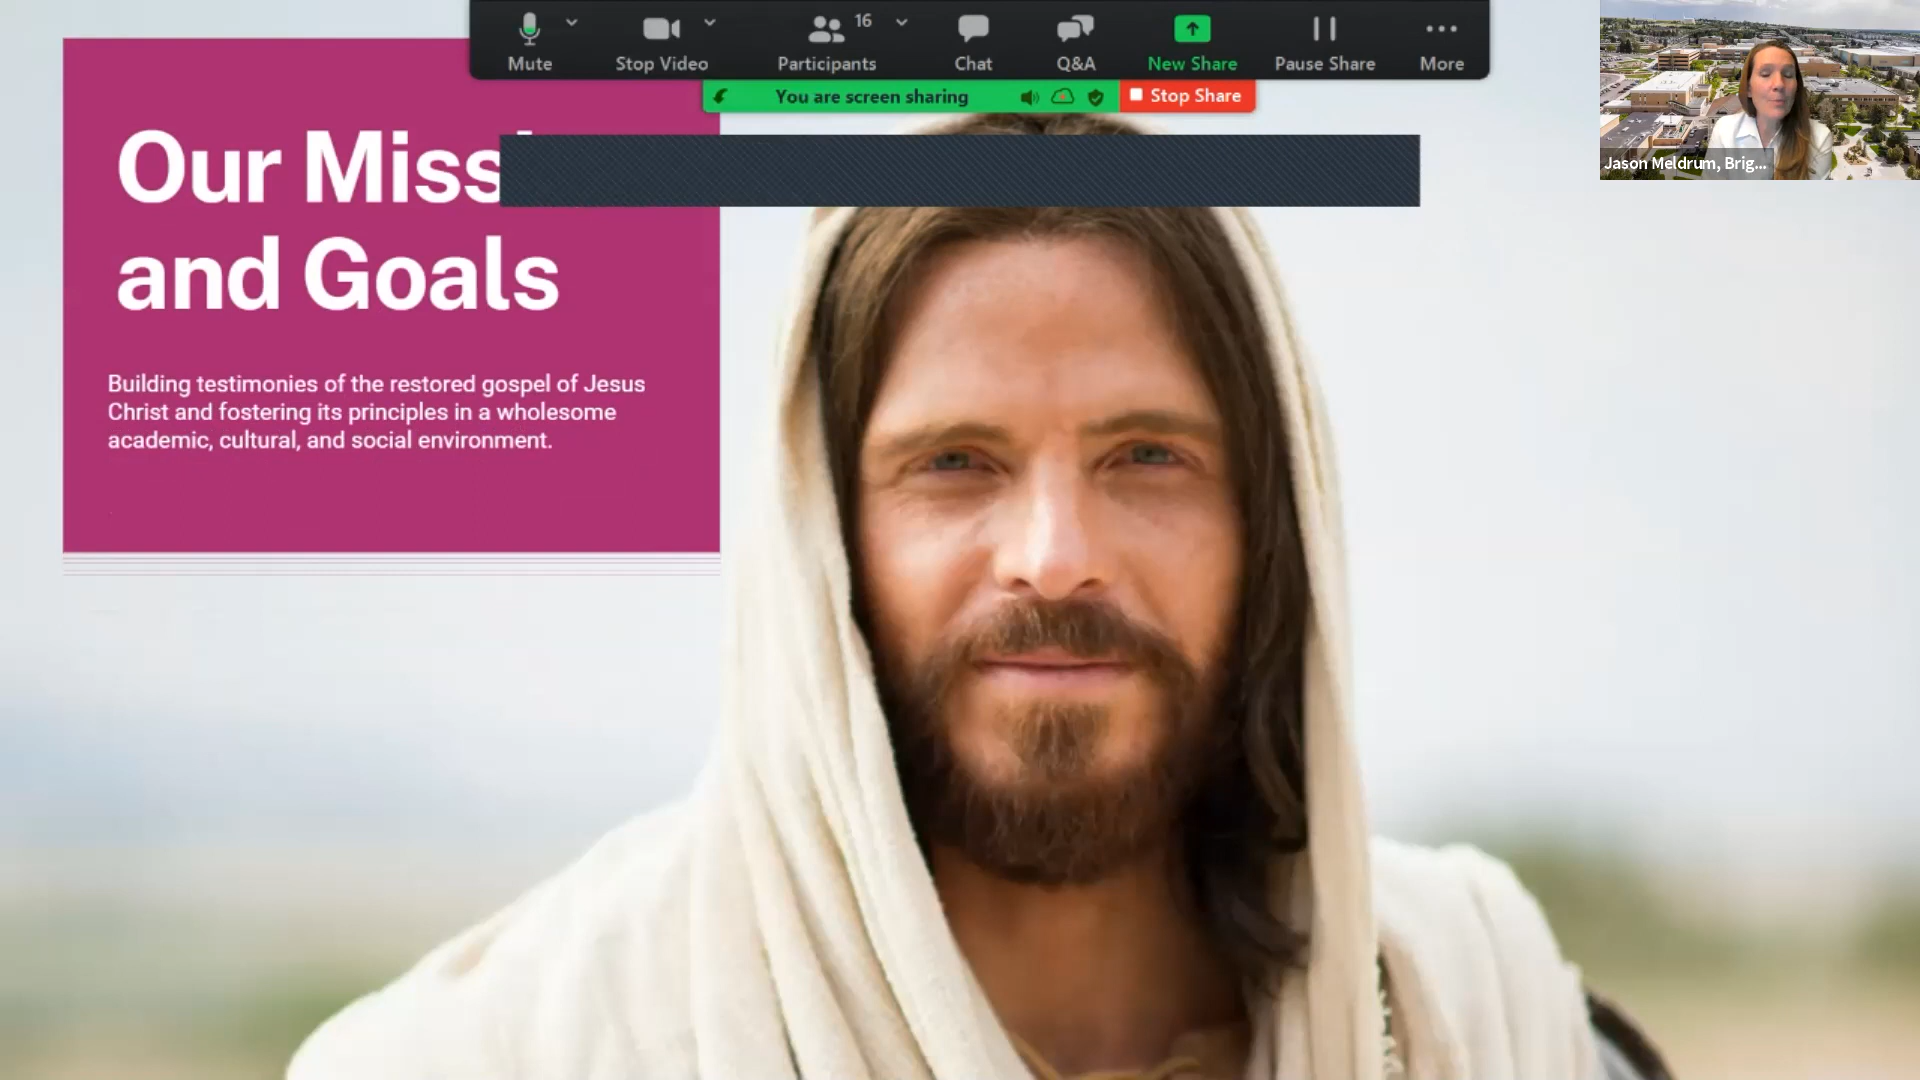 16
Mute
Stop Video
Participants
Chat
Q&A
New Share
Pause Share
More
You are screen sharing
Stop Share
Jason Meldrum, Brig...
Our Miss
and Goals
Building testimonies of the restored gospel of Jesus
Christ and fostering its principles in a wholesome
academic, cultural, and social environment.